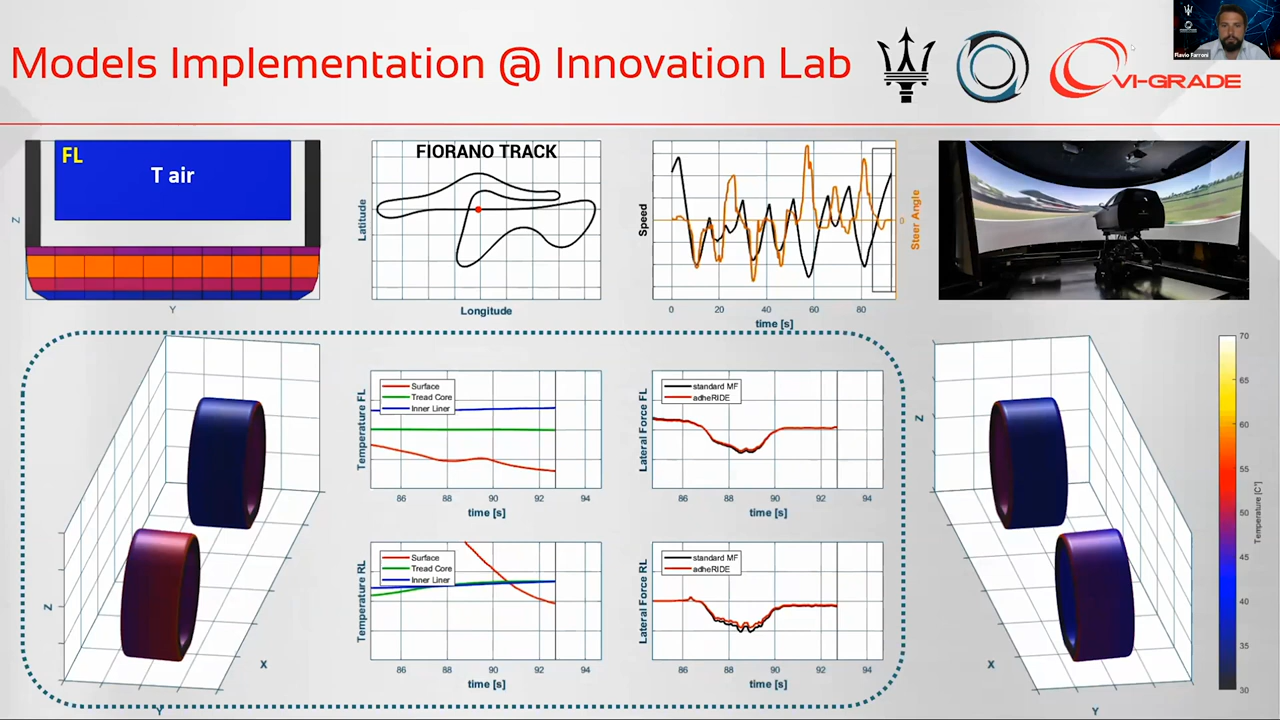 Models Implementation @ Innovation Lab
VI-GRADE
Flavio Farroni
FL
T air
Z
Y
FIORANO TRACK
Latitude
Longitude
Speed
Steer Angle
0
0 20 40 60 80
time [s]
Z
X
Y
Temperature FL
Surface
Tread Core
Inner Liner
86 88 90 92 94
time [s]
Lateral Force FL
standard MF
adheRIDE
86 88 90 92 94
time [s]
Temperature RL
Surface
Tread Core
Inner Liner
86 88 90 92 94
time [s]
Lateral Force RL
standard MF
adheRIDE
86 88 90 92 94
time [s]
Z
X
Y
70
65
60
55
50
45
40
35
30
Temperature [C°]